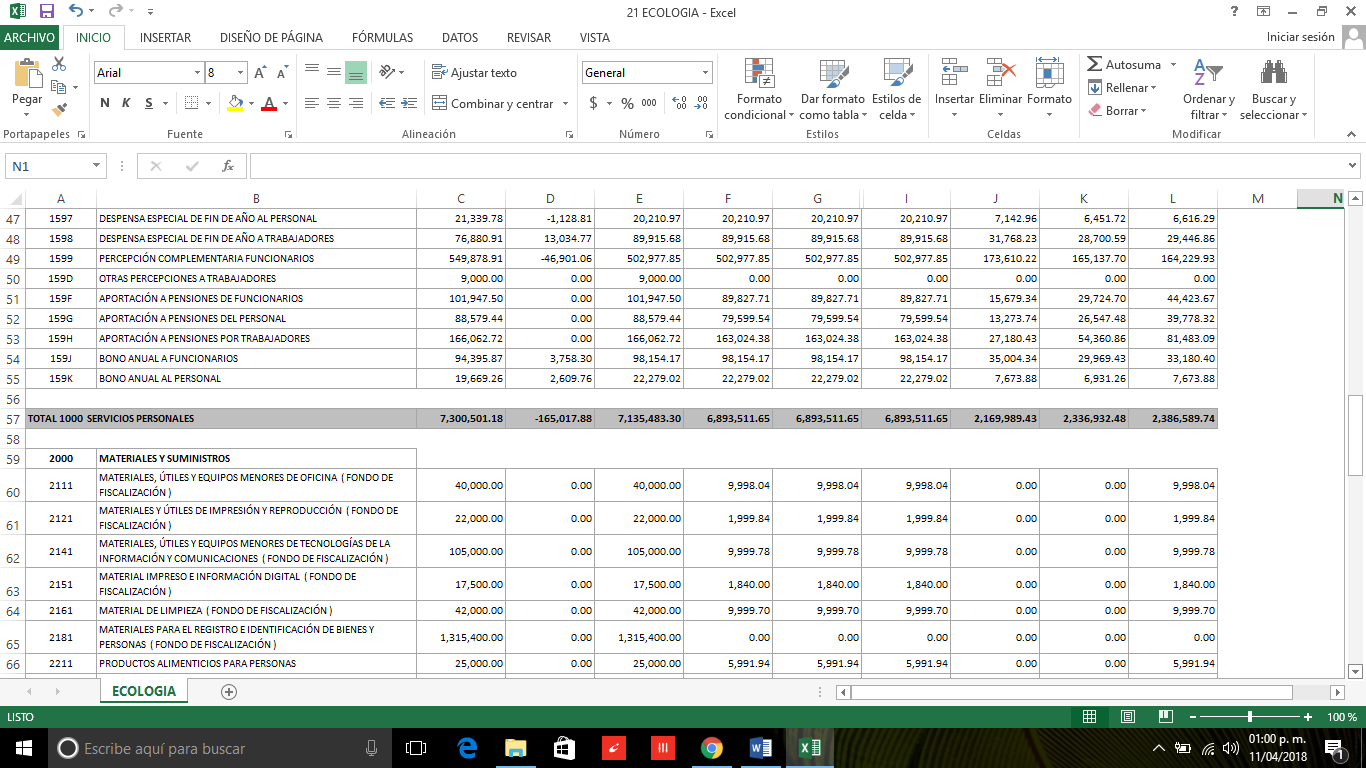 21 ECOLOGIA - Excel
ARCHIVO INICIO INSERTAR DISEÑO DE PÁGINA FÓRMULAS DATOS REVISAR VISTA Iniciar sesión
Pegar Arial 8 Ajustar texto General Formato Dar formato Estilos de Insertar Eliminar Formato Autosuma Ordenar y Buscar y
N K S Combinar y centrar $ % 000 condicional como tabla celda Rellenar filtrar seleccionar
Borrar
Portapapeles Fuente Alineación Número Estilos Celdas Modificar
N1 fx
A B C D E F G I J K L M N
47 1597 DESPENSA ESPECIAL DE FIN DE AÑO AL PERSONAL 21,339.78 -1,128.81 20,210.97 20,210.97 20,210.97 20,210.97 7,142.96 6,451.72 6,616.29
48 1598 DESPENSA ESPECIAL DE FIN DE AÑO A TRABAJADORES 76,880.91 13,034.77 89,915.68 89,915.68 89,915.68 89,915.68 31,768.23 28,700.59 29,446.86
49 1599 PERCEPCIÓN COMPLEMENTARIA FUNCIONARIOS 549,878.91 -46,901.06 502,977.85 502,977.85 502,977.85 502,977.85 173,610.22 165,137.70 164,229.93
50 159D OTRAS PERCEPCIONES A TRABAJADORES 9,000.00 0.00 9,000.00 0.00 0.00 0.00 0.00 0.00 0.00
51 159F APORTACIÓN A PENSIONES DE FUNCIONARIOS 101,947.50 0.00 101,947.50 89,827.71 89,827.71 89,827.71 15,679.34 29,724.70 44,423.67
52 159G APORTACIÓN A PENSIONES DEL PERSONAL 88,579.44 0.00 88,579.44 79,599.54 79,599.54 79,599.54 13,273.74 26,547.48 39,778.32
53 159H APORTACIÓN A PENSIONES POR TRABAJADORES 166,062.72 0.00 166,062.72 163,024.38 163,024.38 163,024.38 27,180.43 54,360.86 81,483.09
54 159J BONO ANUAL A FUNCIONARIOS 94,395.87 3,758.30 98,154.17 98,154.17 98,154.17 98,154.17 35,004.34 29,969.43 33,180.40
55 159K BONO ANUAL AL PERSONAL 19,669.26 2,609.76 22,279.02 22,279.02 22,279.02 22,279.02 7,673.88 6,931.26 7,673.88
56
57 TOTAL 1000 SERVICIOS PERSONALES 7,300,501.18 -165,017.88 7,135,483.30 6,893,511.65 6,893,511.65 6,893,511.65 2,169,989.43 2,336,932.48 2,386,589.74
58
59 2000 MATERIALES Y SUMINISTROS
MATERIALES, ÚTILES Y EQUIPOS MENORES DE OFICINA ( FONDO DE
60 2111 FISCALIZACIÓN ) 40,000.00 0.00 40,000.00 9,998.04 9,998.04 9,998.04 0.00 0.00 9,998.04
MATERIALES Y ÚTILES DE IMPRESIÓN Y REPRODUCCIÓN ( FONDO DE
61 2121 FISCALIZACIÓN ) 22,000.00 0.00 22,000.00 1,999.84 1,999.84 1,999.84 0.00 0.00 1,999.84
MATERIALES, ÚTILES Y EQUIPOS MENORES DE TECNOLOGÍAS DE LA
62 2141 INFORMACIÓN Y COMUNICACIONES ( FONDO DE FISCALIZACIÓN ) 105,000.00 0.00 105,000.00 9,999.78 9,999.78 9,999.78 0.00 0.00 9,999.78
MATERIAL IMPRESO E INFORMACIÓN DIGITAL ( FONDO DE
63 2151 FISCALIZACIÓN ) 17,500.00 0.00 17,500.00 1,840.00 1,840.00 1,840.00 0.00 0.00 1,840.00
64 2161 MATERIAL DE LIMPIEZA ( FONDO DE FISCALIZACIÓN ) 42,000.00 0.00 42,000.00 9,999.70 9,999.70 9,999.70 0.00 0.00 9,999.70
MATERIALES PARA EL REGISTRO E IDENTIFICACIÓN DE BIENES Y
65 2181 PERSONAS ( FONDO DE FISCALIZACIÓN ) 1,315,400.00 0.00 1,315,400.00 0.00 0.00 0.00 0.00 0.00 0.00
66 2211 PRODUCTOS ALIMENTICIOS PARA PERSONAS 25,000.00 0.00 25,000.00 5,991.94 5,991.94 5,991.94 0.00 0.00 5,991.94
ECOLOGIA
LISTO 100 %
Escribe aquí para buscar 01:00 p. m.
11/04/2018